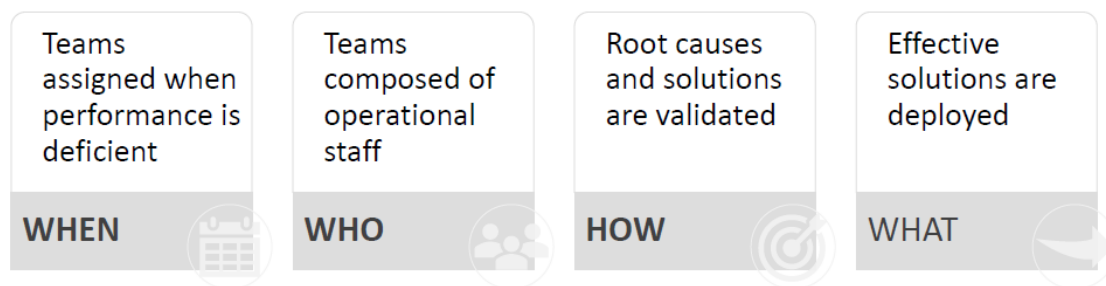 Teams
assigned when
performance is
deficient
WHEN
Teams
composed of
operational
staff
WHO
Root causes
and solutions
are validated
HOW
Effective
solutions are
deployed
WHAT